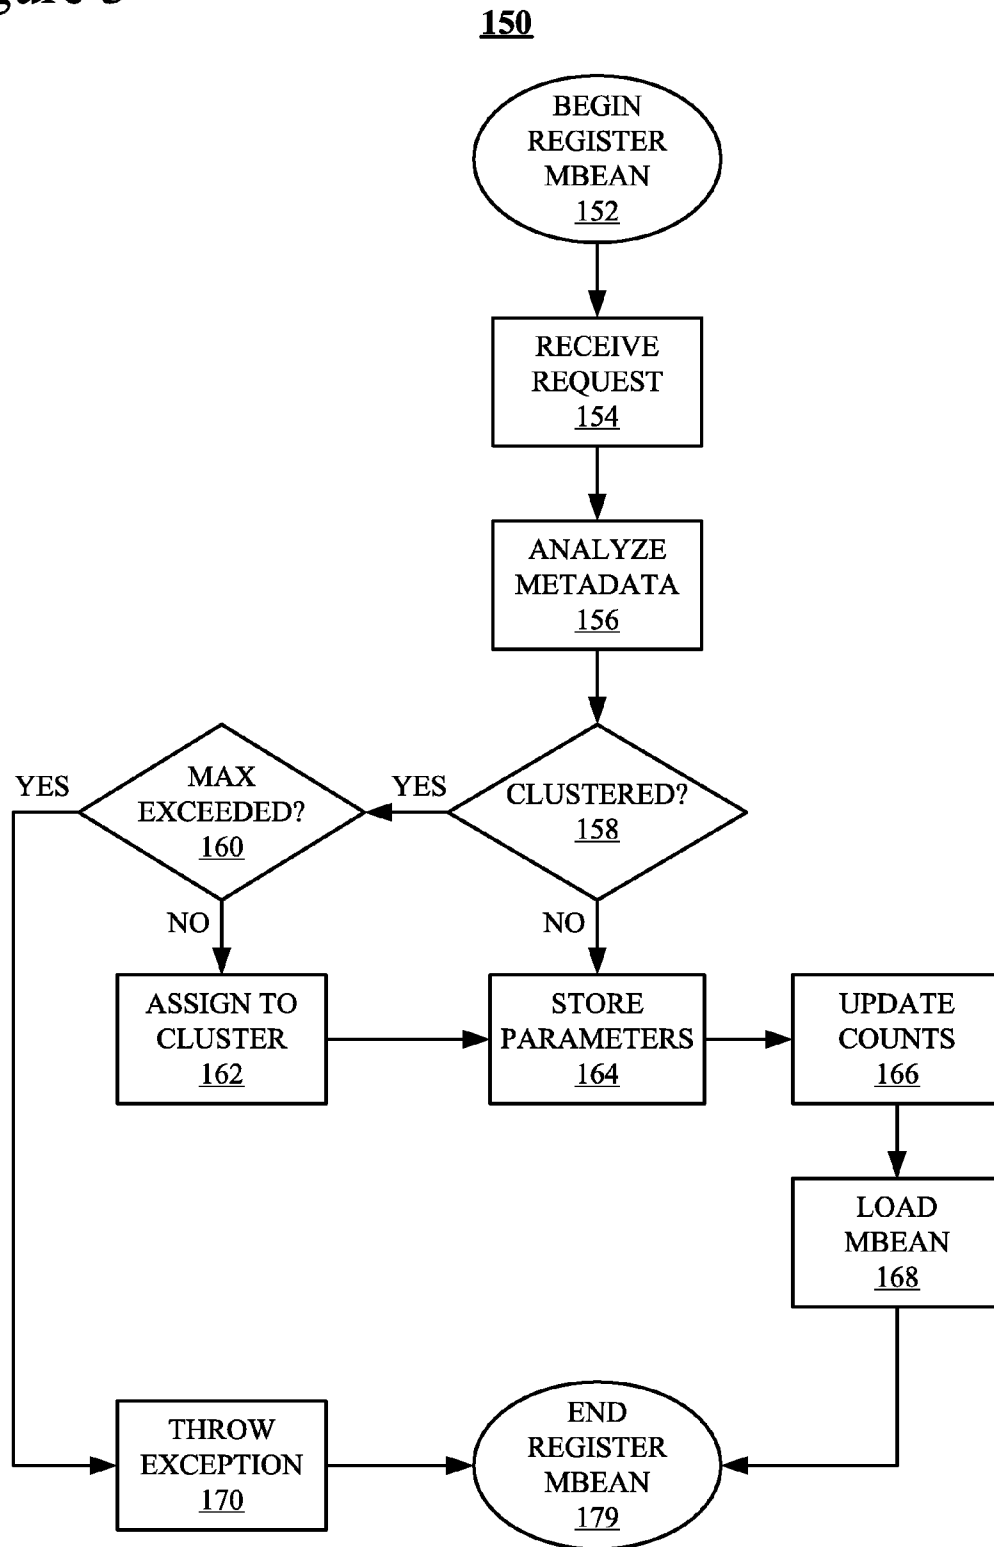 150
BEGIN
REGISTER
MBEAN
152
RECEIVE
REQUEST
154
ANALYZE
METADATA
156
YES
MAX
EXCEEDED?
160
YES
CLUSTERED?
158
NO
NO
ASSIGN TO
CLUSTER
162
STORE
PARAMETERS
164
UPDATE
COUNTS
166
LOAD
MBEAN
168
THROW
EXCEPTION
170
END
REGISTER
MBEAN
179